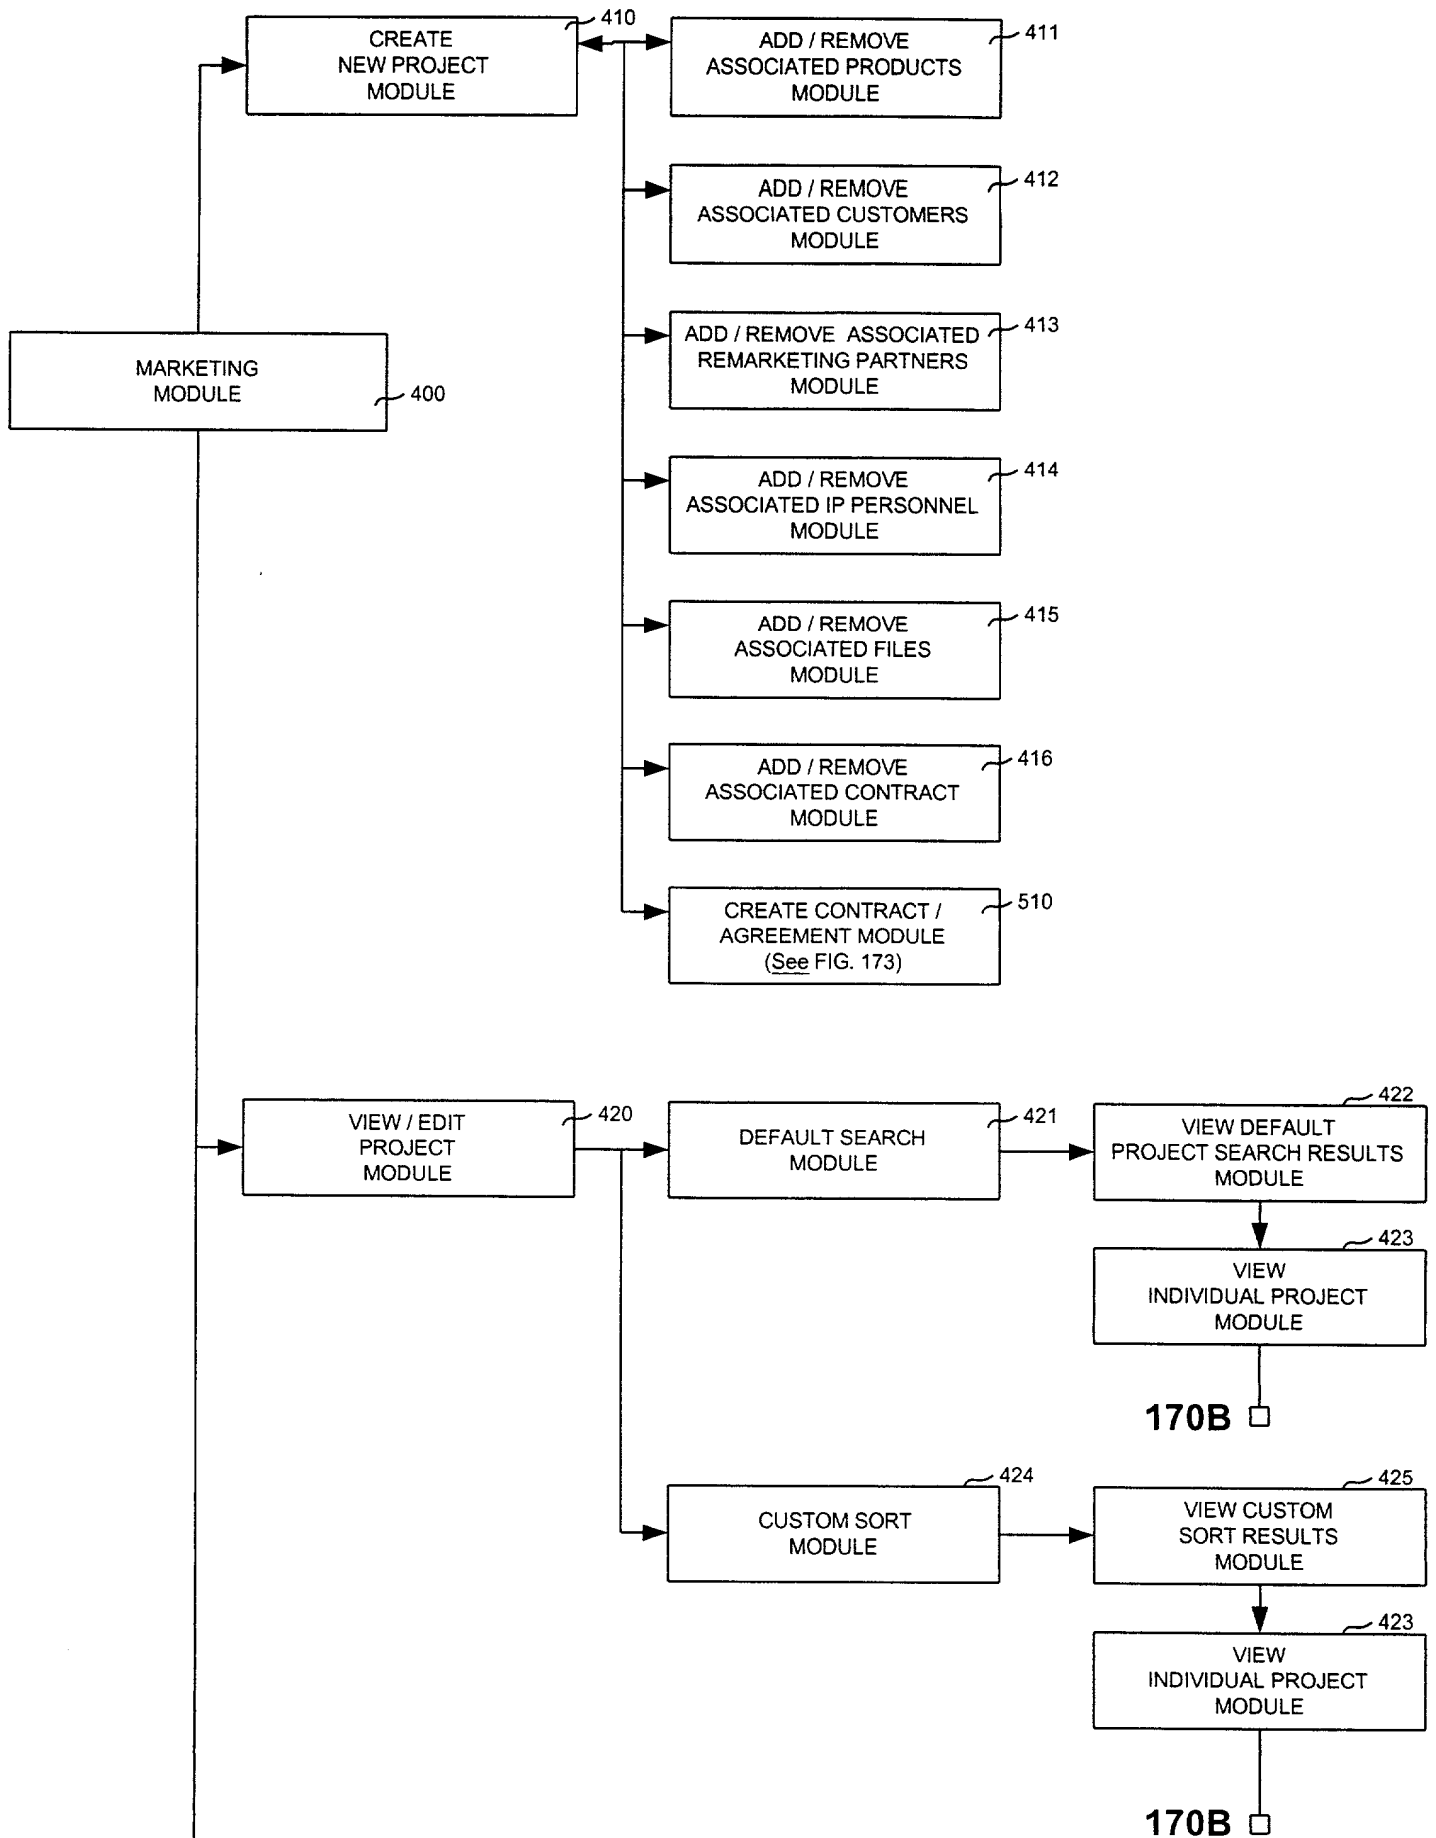 410
CREATE
NEW PROJECT
MODULE
ADD / REMOVE
ASSOCIATED PRODUCTS
MODULE
411
ADD / REMOVE
ASSOCIATED CUSTOMERS
MODULE
412
MARKETING
MODULE
400
ADD / REMOVE ASSOCIATED
REMARKETING PARTNERS
MODULE
413
ADD / REMOVE
ASSOCIATED IP PERSONNEL
MODULE
414
ADD / REMOVE
ASSOCIATED FILES
MODULE
415
ADD / REMOVE
ASSOCIATED CONTRACT
MODULE
416
CREATE CONTRACT /
AGREEMENT MODULE
(See FIG. 173)
510
VIEW / EDIT
PROJECT
MODULE
420
DEFAULT SEARCH
MODULE
421
422
VIEW DEFAULT
PROJECT SEARCH RESULTS
MODULE
423
VIEW
INDIVIDUAL PROJECT
MODULE
170B
424
CUSTOM SORT
MODULE
425
VIEW CUSTOM
SORT RESULTS
MODULE
423
VIEW
INDIVIDUAL PROJECT
MODULE
170B